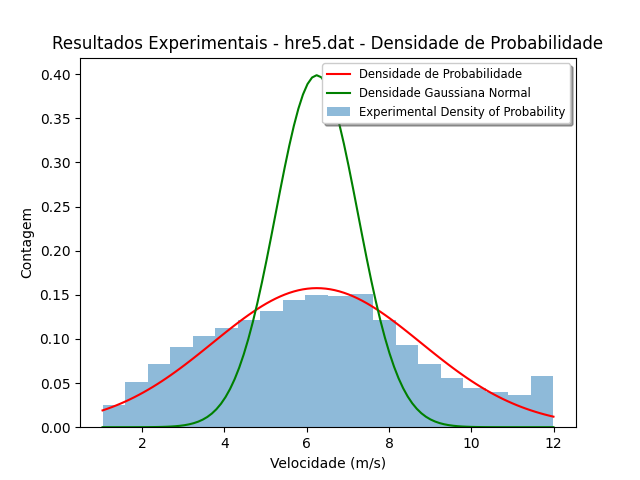 Resultados Experimentais - hre5.dat - Densidade de Probabilidade
Densidade de Probabilidade
Densidade Gaussiana Normal
Experimental Density of Probability
Contagem
0.40
0.35
0.30
0.25
0.20
0.15
0.10
0.05
0.00
2 4 6 8 10 12
Velocidade (m/s)